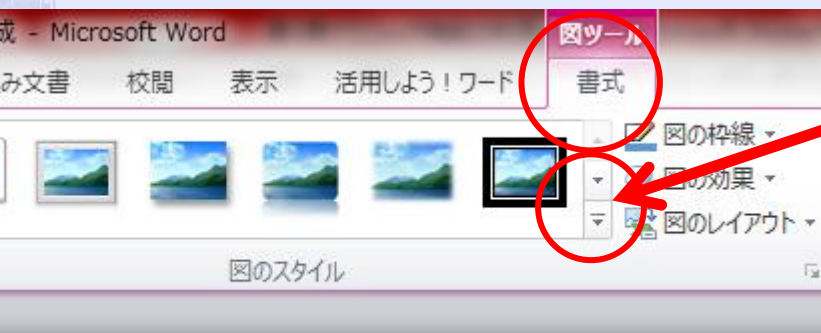 成 - Microsoft Word
図ツール
み文書 校閲 表示 活用しよう！ワード 書式
図の枠線
図の効果
図のレイアウト
図のスタイル